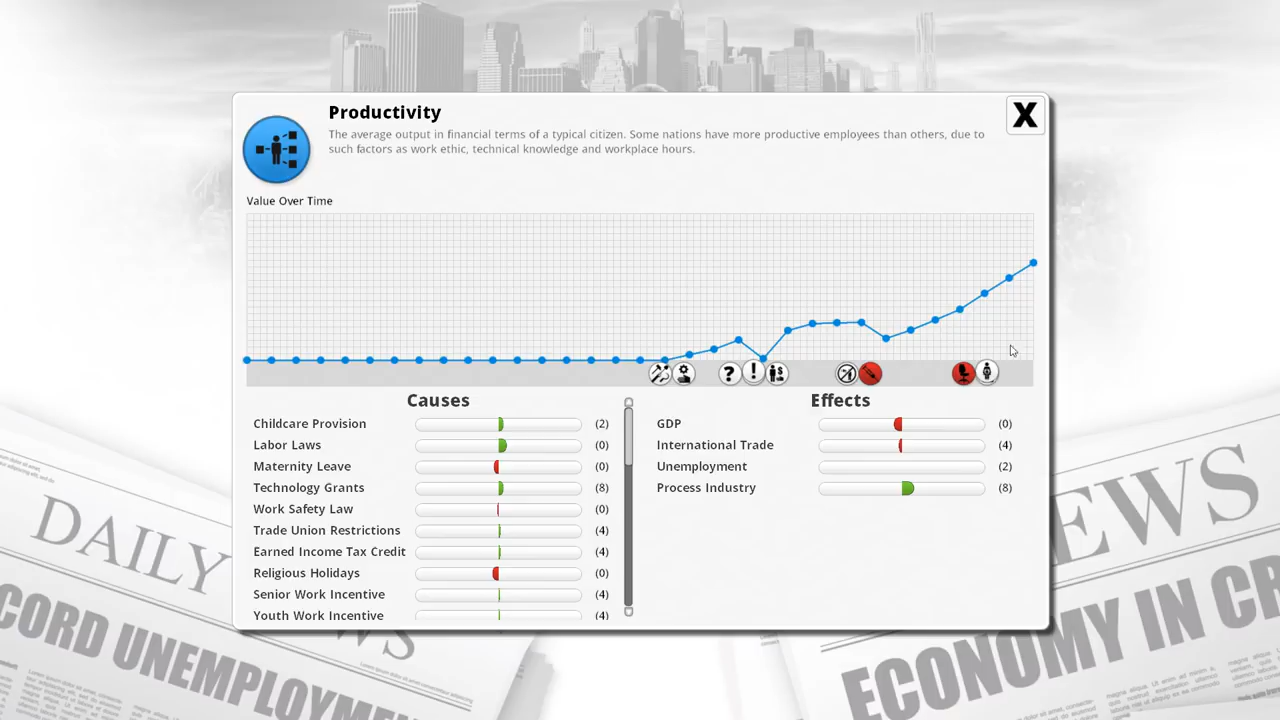 Productivity
X
The average output in financial terms of a typical citizen. Some nations have more productive employees than others, due to
such factors as work ethic, technical knowledge and workplace hours.
Value Over Time
? !
Causes
Childcare Provision (2)
Labor Laws (0)
Maternity Leave (0)
Technology Grants (8)
Work Safety Law (0)
Trade Union Restrictions (4)
Earned Income Tax Credit (4)
Religious Holidays (0)
Senior Work Incentive (4)
Youth Work Incentive (4)
Effects
GDP (0)
International Trade (4)
Unemployment (2)
Process Industry (8)
DAILY
NEWS
CORD UNEMPLOYME
ECONOMY IN CR